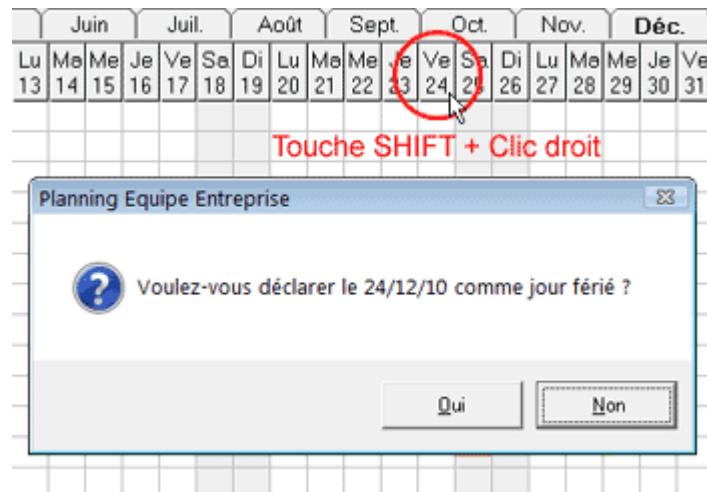 Juin Juil. Août Sept. Oct. Nov. Déc.
Lu Ma Me Je Ve Sa Di Lu Ma Me Je Ve Sa Di Lu Ma Me Je Ve
13 14 15 16 17 18 19 20 21 22 23 24 25 26 27 28 29 30 31
Touche SHIFT + Clic droit
Planning Equipe Entreprise
Voulez-vous déclarer le 24/12/10 comme jour férié ?
Oui Non